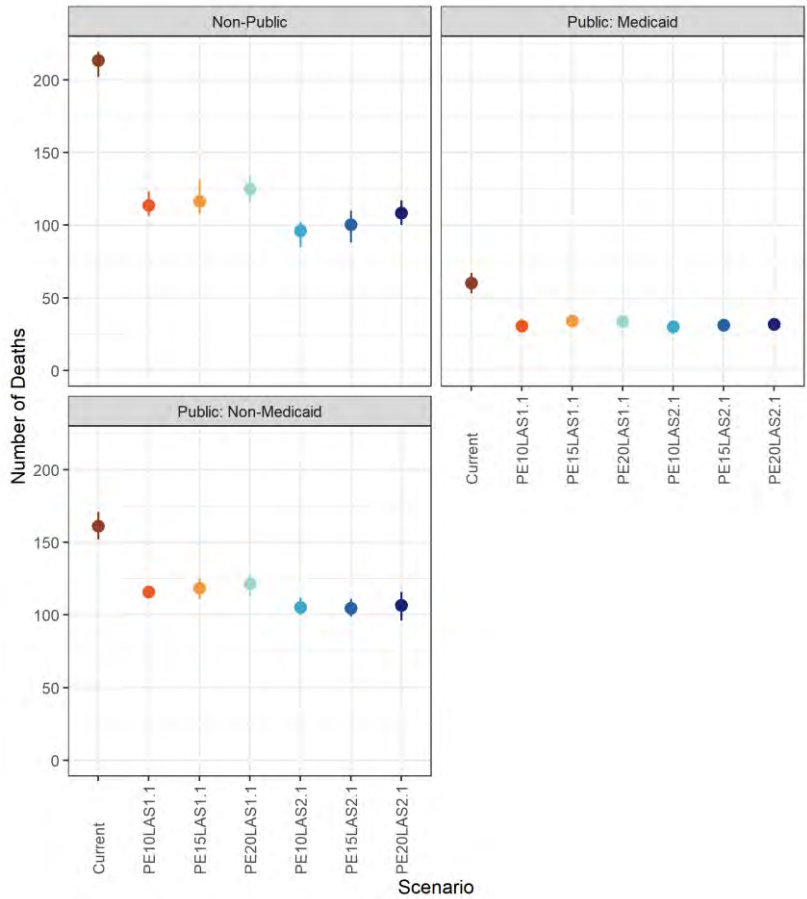 Non-Public
Public: Medicaid
200
150
100
50
0
Number of Deaths
Public: Non-Medicaid
200
150
100
50
0
Current
PE10LAS1.1
PE15LAS1.1
PE20LAS1.1
PE10LAS2.1
PE15LAS2.1
PE20LAS2.1
Current
PE10LAS1.1
PE15LAS1.1
PE20LAS1.1
PE10LAS2.1
PE15LAS2.1
PE20LAS2.1
Scenario